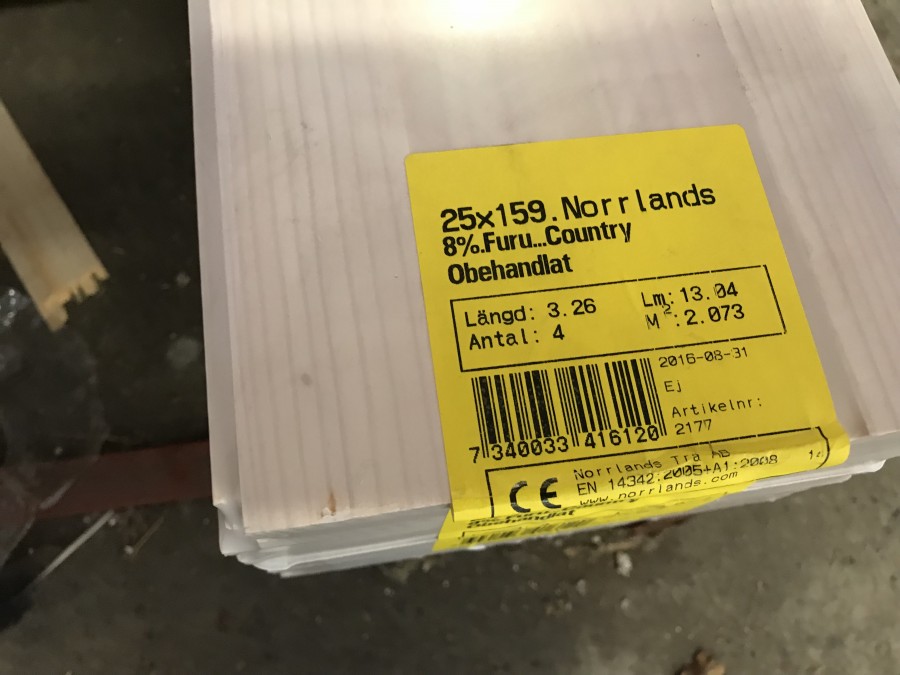 25x159.Norrlands
8%.Furu...Country
Obehandlat
Längd: 3.26 Lm: 13.04
Antal: 4 M²: 2.073
2016-08-31
Ej
Artikelnr:
2177
7 340033 416120
CE
Norrlands Trä AB
EN 14342:2005+A1:2008
www.norrlands.com
Obehandlat